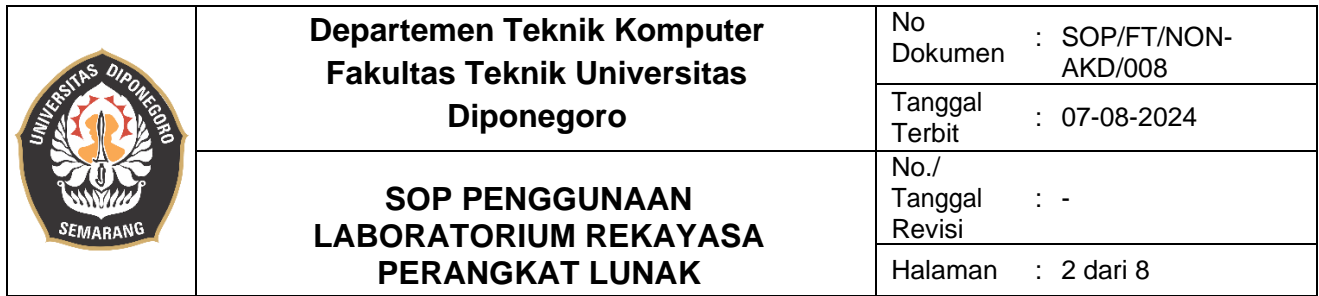 UNIVERSITAS DIPONEGORO
SEMARANG
Departemen Teknik Komputer
Fakultas Teknik Universitas
Diponegoro
SOP PENGGUNAAN
LABORATORIUM REKAYASA
PERANGKAT LUNAK
No
Dokumen : SOP/FT/NON-
AKD/008
Tanggal
Terbit : 07-08-2024
No./
Tanggal : -
Revisi
Halaman : 2 dari 8